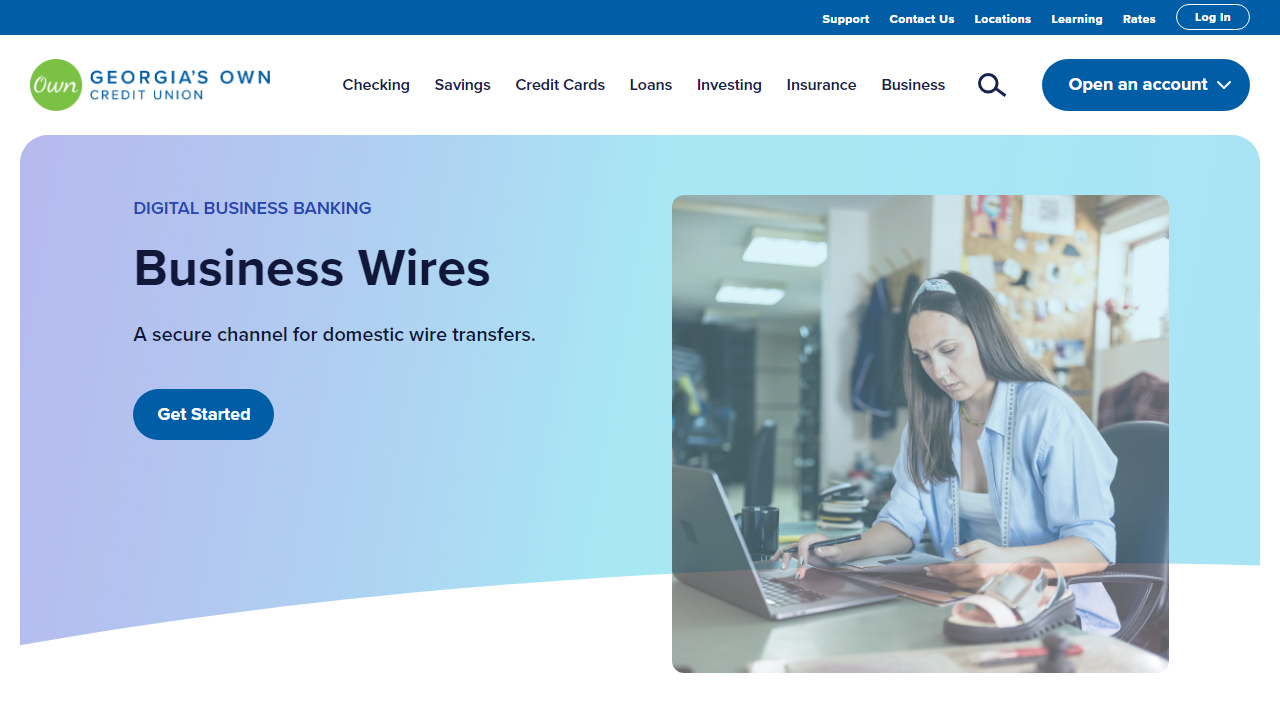 Support Contact Us Locations Learning Rates Log In
Own GEORGIA'S OWN
CREDIT UNION
Checking Savings Credit Cards Loans Investing Insurance Business Open an account
DIGITAL BUSINESS BANKING
Business Wires
A secure channel for domestic wire transfers.
Get Started